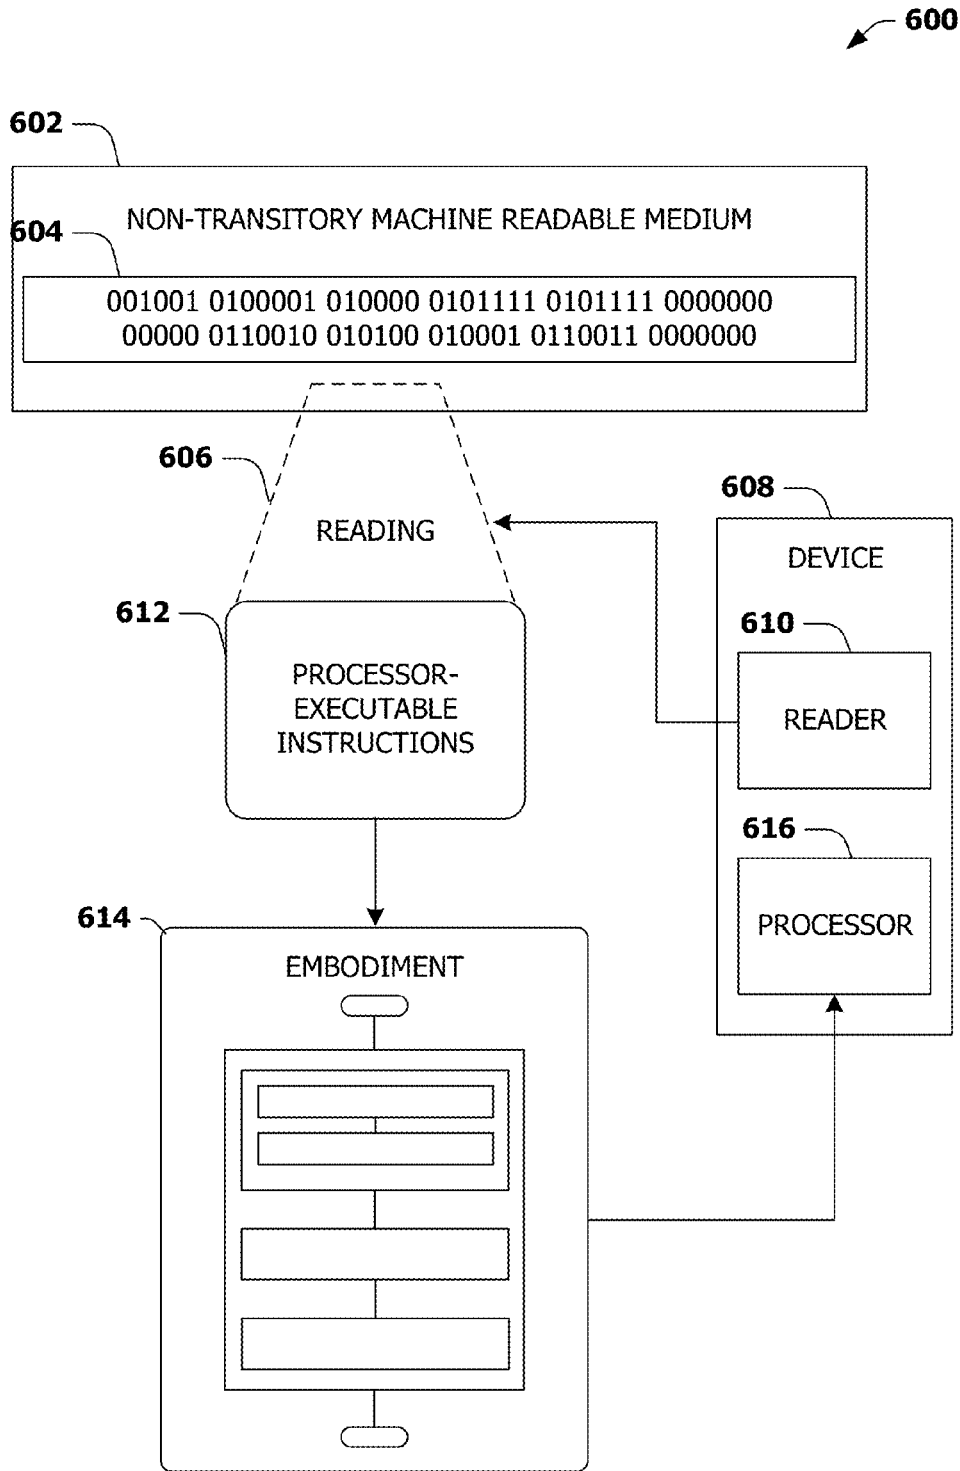 600
602
NON-TRANSITORY MACHINE READABLE MEDIUM
604
001001 0100001 010000 0101111 0101111 0000000
00000 0110010 010100 010001 0110011 0000000
606
READING
608
DEVICE
610
READER
612
PROCESSOR-
EXECUTABLE
INSTRUCTIONS
616
PROCESSOR
614
EMBODIMENT